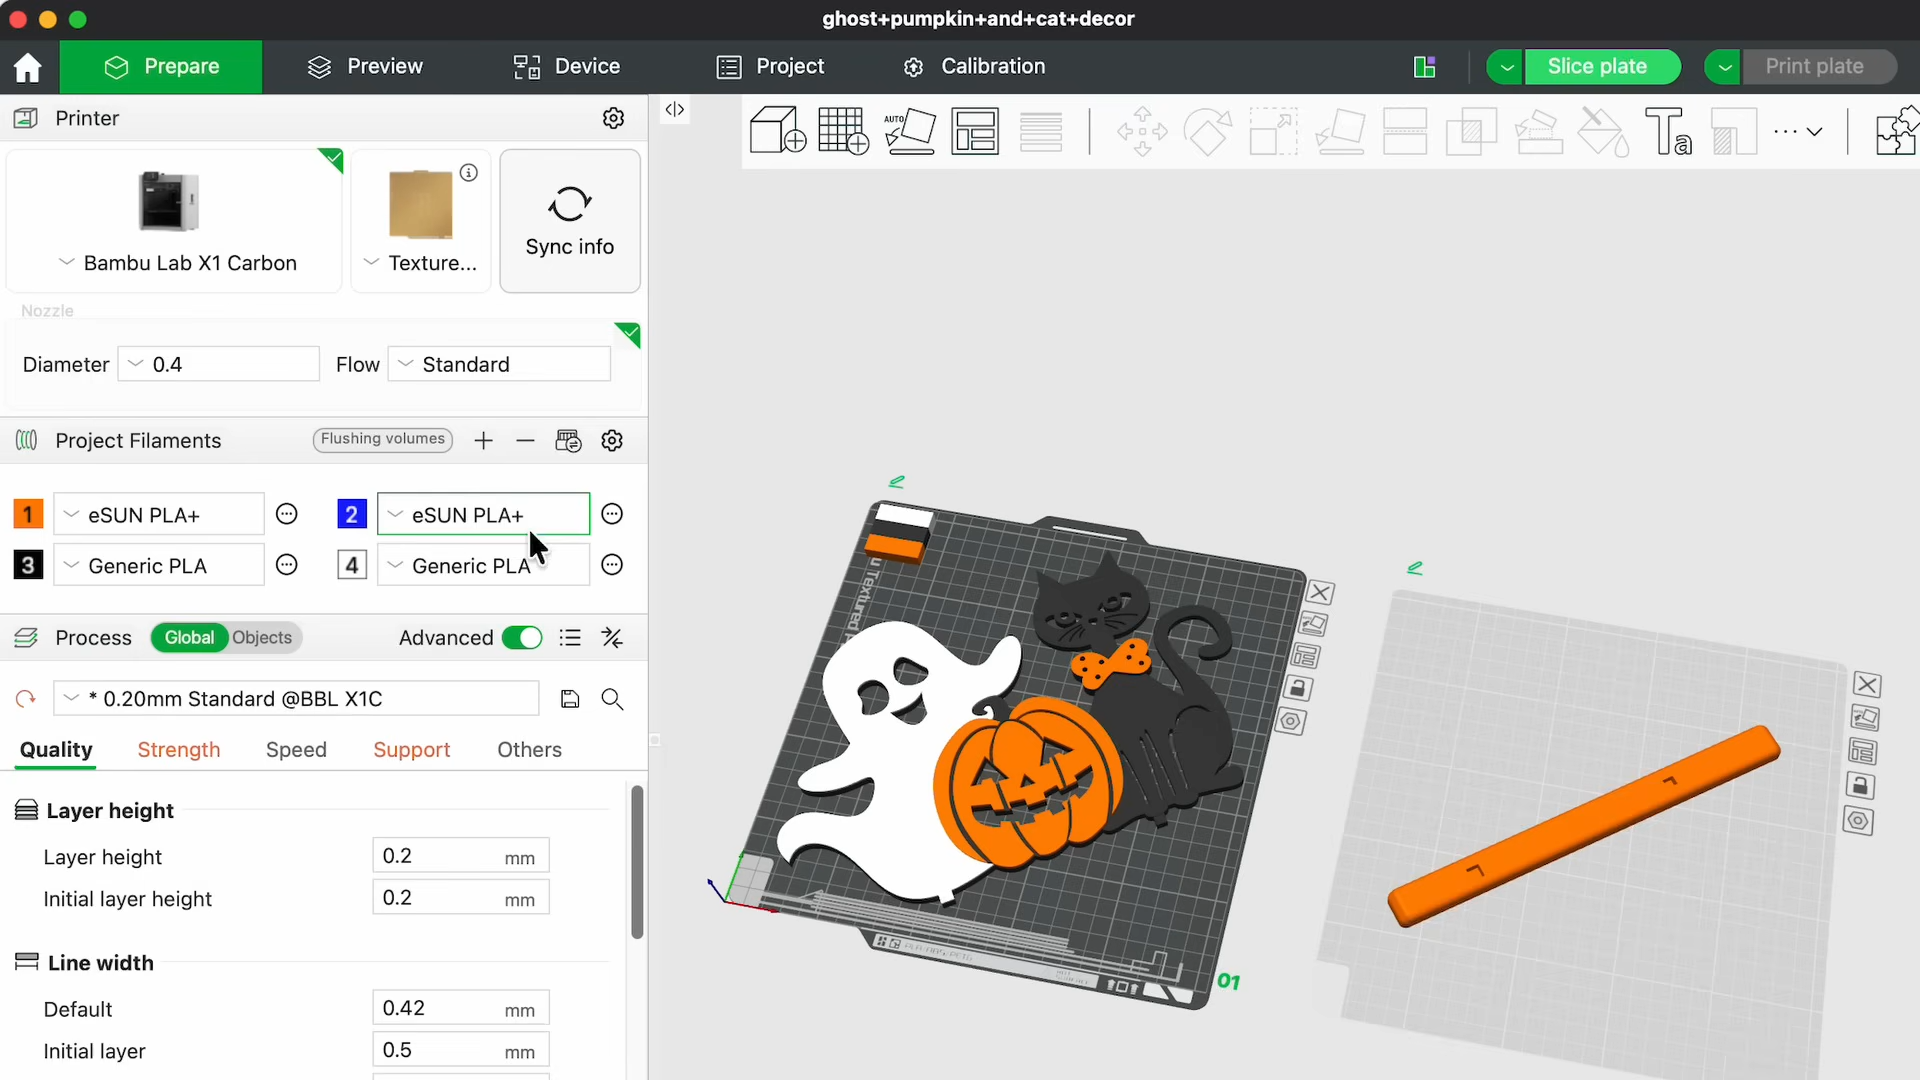 ghost+pumpkin+and+cat+decor
Prepare
Preview
Device
Project
Calibration
Slice plate
Print plate
Printer
AUTO
Ta
Bambu Lab X1 Carbon
Texture...
Sync info
Nozzle
Diameter
0.4
Flow
Standard
Project Filaments
Flushing volumes
1
eSUN PLA+
2
eSUN PLA+
3
Generic PLA
4
Generic PLA
Process
Global
Objects
Advanced
* 0.20mm Standard @BBL X1C
Quality
Strength
Speed
Support
Others
Layer height
Layer height
0.2
mm
Initial layer height
0.2
mm
Line width
Default
0.42
mm
Initial layer
0.5
mm
01